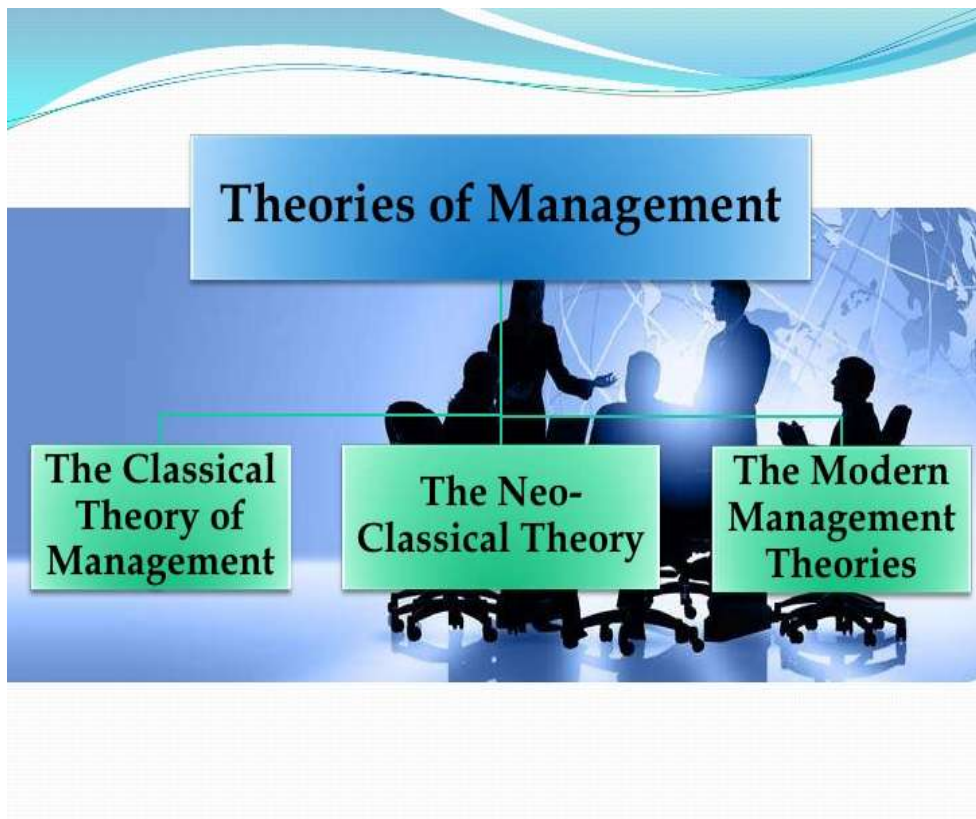 Theories of Management
The Classical
Theory of
Management
The Neo-
Classical Theory
The Modern
Management
Theories